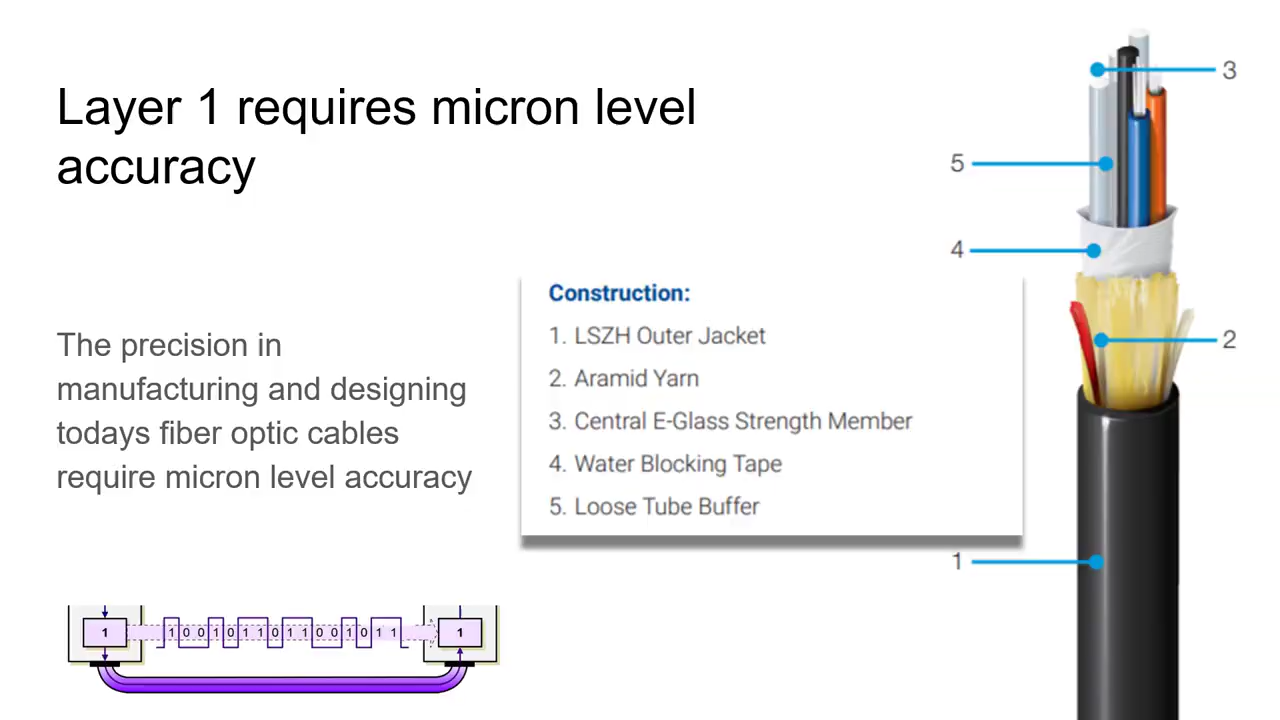 Layer 1 requires micron level
accuracy
The precision in
manufacturing and designing
todays fiber optic cables
require micron level accuracy
Construction:
1. LSZH Outer Jacket
2. Aramid Yarn
3. Central E-Glass Strength Member
4. Water Blocking Tape
5. Loose Tube Buffer
3
5
4
2
1
1 1 0 0 1 0 1 1 0 1 1 0 0 1 0 1 1 1